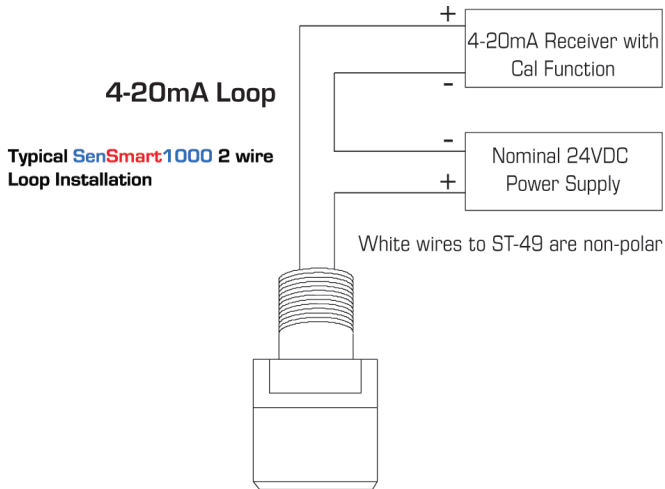 +
4-20mA Receiver with
Cal Function
-
4-20mA Loop
Typical SenSmart1000 2 wire
Loop Installation
-
Nominal 24VDC
Power Supply
+
White wires to ST-49 are non-polar